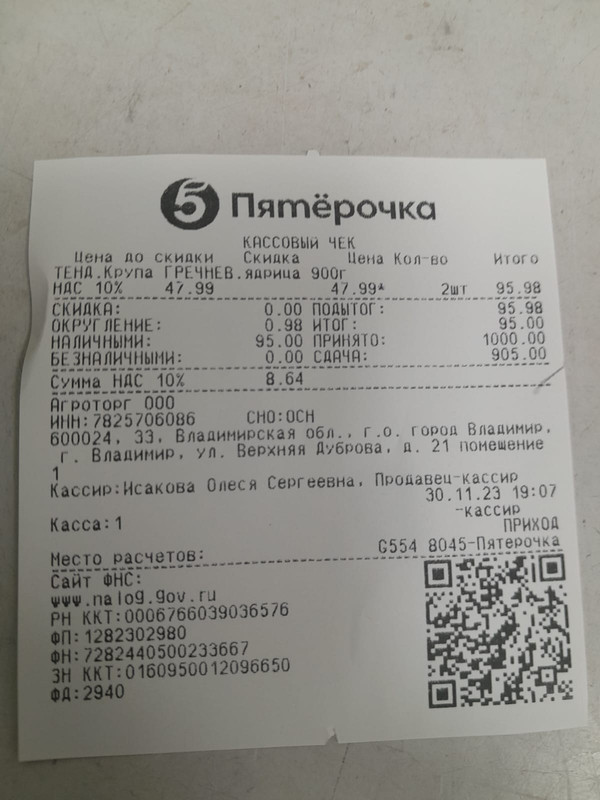 5 Пятёрочка
КАССОВЫЙ ЧЕК
Цена до скидки Скидка Цена Кол-во Итого
ТЕНД.Крупа ГРЕЧНЕВ.ядрица 900г
НДС 10% 47.99 47.99* 2шт 95.98
СКИДКА: 0.00 ПОДЫТОГ: 95.98
ОКРУГЛЕНИЕ: 0.98 ИТОГ: 95.00
НАЛИЧНЫМИ: 95.00 ПРИНЯТО: 1000.00
БЕЗНАЛИЧНЫМИ: 0.00 СДАЧА: 905.00
Сумма НДС 10% 8.64
Агроторг ООО
ИНН:7825706086 СНО:ОСН
600024, 33, Владимирская обл., г.о. город Владимир,
г. Владимир, ул. Верхняя Дуброва, д. 21 помещение
1
Кассир:Исакова Олеся Сергеевна, Продавец-кассир
30.11.23 19:07
-кассир
Касса:1 ПРИХОД
Место расчетов: G554 8045-Пятерочка
Сайт ФНС:
www.nalog.gov.ru
РН ККТ:0006766039036576
ФП:1282302980
ФН:7282440500233667
ЗН ККТ:0160950012096650
ФД:2940